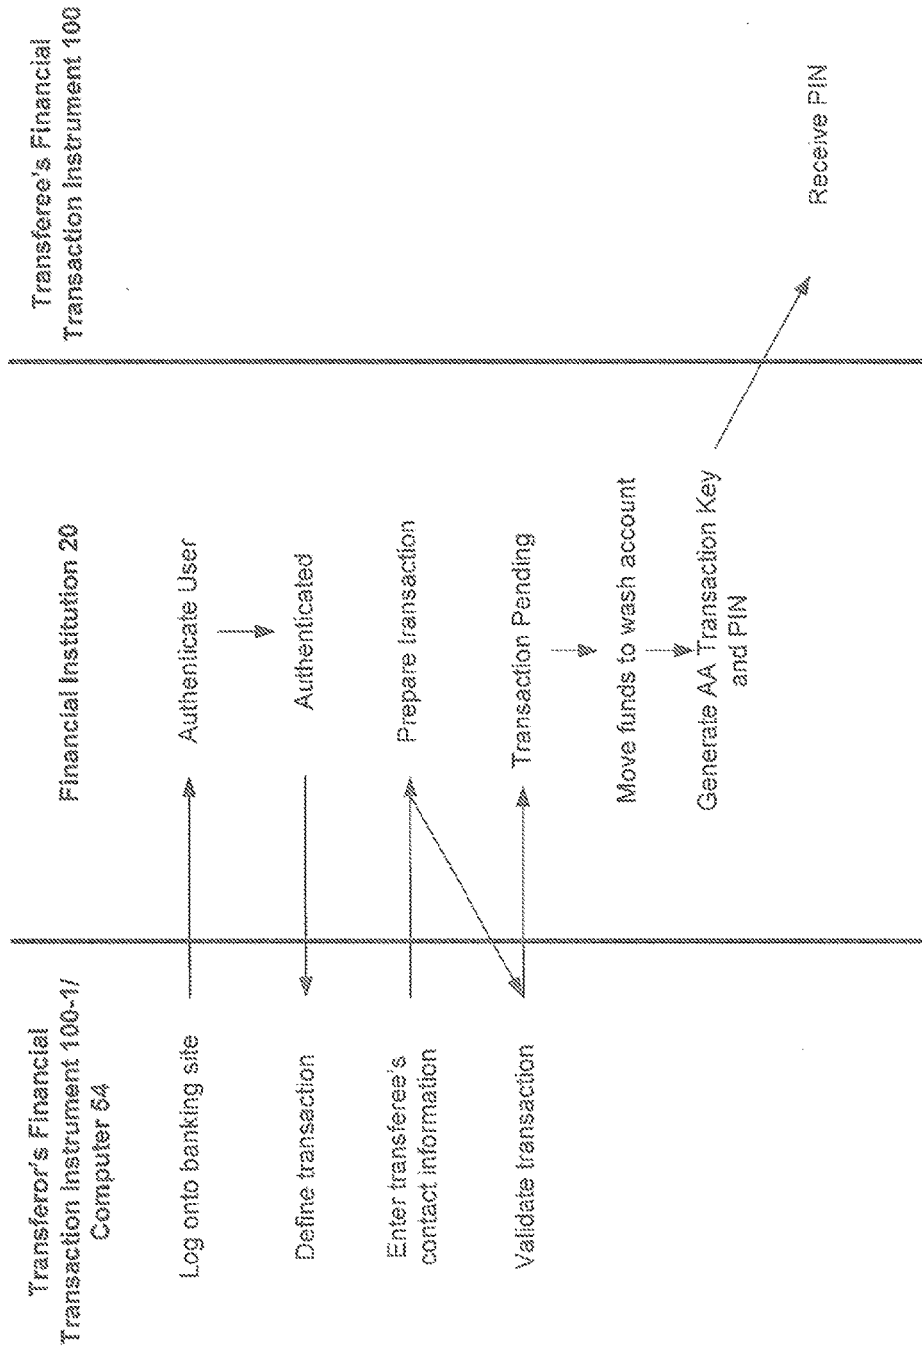 Transferor's Financial
Transaction Instrument 100-1/
Computer 54
Financial Institution 20
Transferee's Financial
Transaction Instrument 100
Log onto banking site
Authenticate User
Authenticated
Define transaction
Enter transferee's
contact information
Prepare transaction
Validate transaction
Transaction Pending
Move funds to wash account
Generate AA Transaction Key
and PIN
Receive PIN